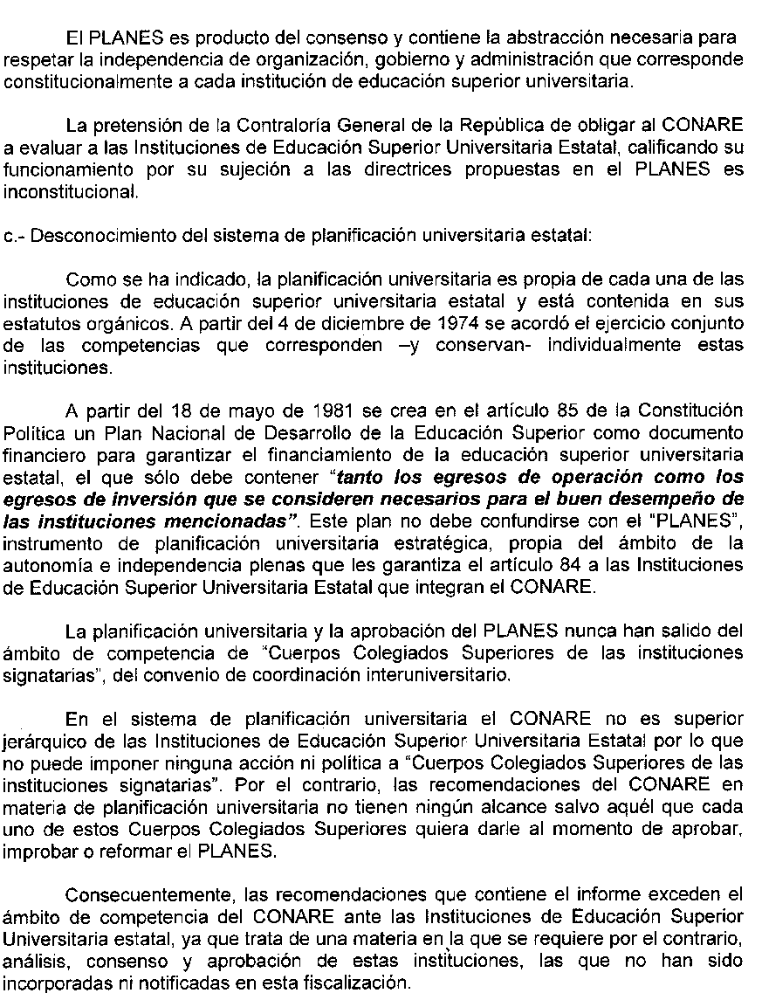 El PLANES es producto del consenso y contiene la abstracción necesaria para
respetar la independencia de organización, gobierno y administración que corresponde
constitucionalmente a cada institución de educación superior universitaria.
La pretensión de la Contraloría General de la República de obligar al CONARE
a evaluar a las Instituciones de Educación Superior Universitaria Estatal, calificando su
funcionamiento por su sujeción a las directrices propuestas en el PLANES es
inconstitucional.
c.- Desconocimiento del sistema de planificación universitaria estatal:
Como se ha indicado, la planificación universitaria es propia de cada una de las
instituciones de educación superior universitaria estatal y está contenida en sus
estatutos orgánicos. A partir del 4 de diciembre de 1974 se acordó el ejercicio conjunto
de las competencias que corresponden –y conservan- individualmente estas
instituciones.
A partir del 18 de mayo de 1981 se crea en el artículo 85 de la Constitución
Política un Plan Nacional de Desarrollo de la Educación Superior como documento
financiero para garantizar el financiamiento de la educación superior universitaria
estatal, el que sólo debe contener "tanto los egresos de operación como los
egresos de inversión que se consideren necesarios para el buen desempeño de
las instituciones mencionadas". Este plan no debe confundirse con el "PLANES",
instrumento de planificación universitaria estratégica, propia del ámbito de la
autonomía e independencia plenas que les garantiza el artículo 84 a las Instituciones
de Educación Superior Universitaria Estatal que integran el CONARE.
La planificación universitaria y la aprobación del PLANES nunca han salido del
ámbito de competencia de "Cuerpos Colegiados Superiores de las instituciones
signatarias", del convenio de coordinación interuniversitario.
En el sistema de planificación universitaria el CONARE no es superior
jerárquico de las Instituciones de Educación Superior Universitaria Estatal por lo que
no puede imponer ninguna acción ni política a "Cuerpos Colegiados Superiores de las
instituciones signatarias". Por el contrario, las recomendaciones del CONARE en
materia de planificación universitaria no tienen ningún alcance salvo aquél que cada
uno de estos Cuerpos Colegiados Superiores quiera darle al momento de aprobar,
improbar o reformar el PLANES.
Consecuentemente, las recomendaciones que contiene el informe exceden el
ámbito de competencia del CONARE ante las Instituciones de Educación Superior
Universitaria estatal, ya que trata de una materia en la que se requiere por el contrario,
análisis, consenso y aprobación de estas instituciones, las que no han sido
incorporadas ni notificadas en esta fiscalización.